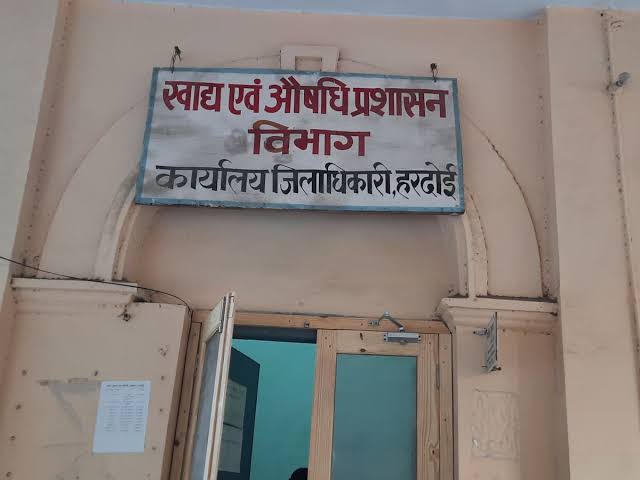 खाद्य एवं औषधि प्रशासन
विभाग
कार्यालय जिलाधिकारी, हरदोई